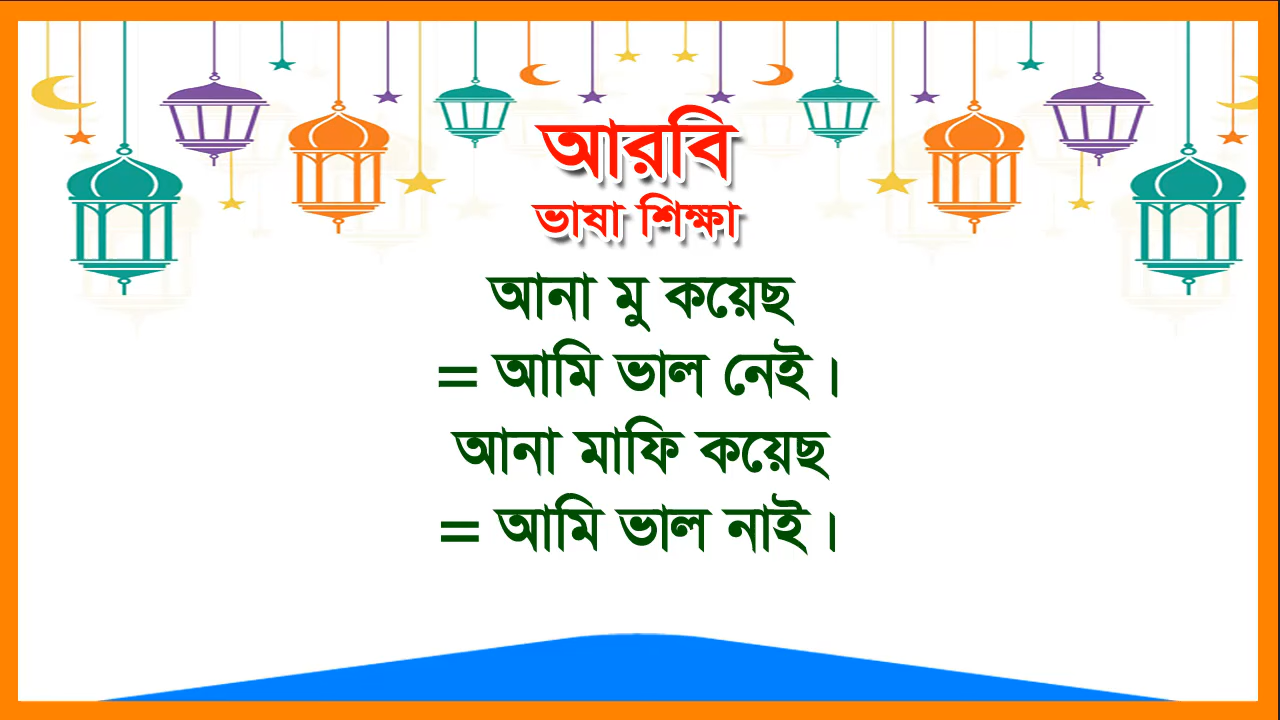 আরবি
ভাষা শিক্ষা
আনা মু কয়েছ
= আমি ভাল নেই।
আনা মাফি কয়েছ
= আমি ভাল নাই।